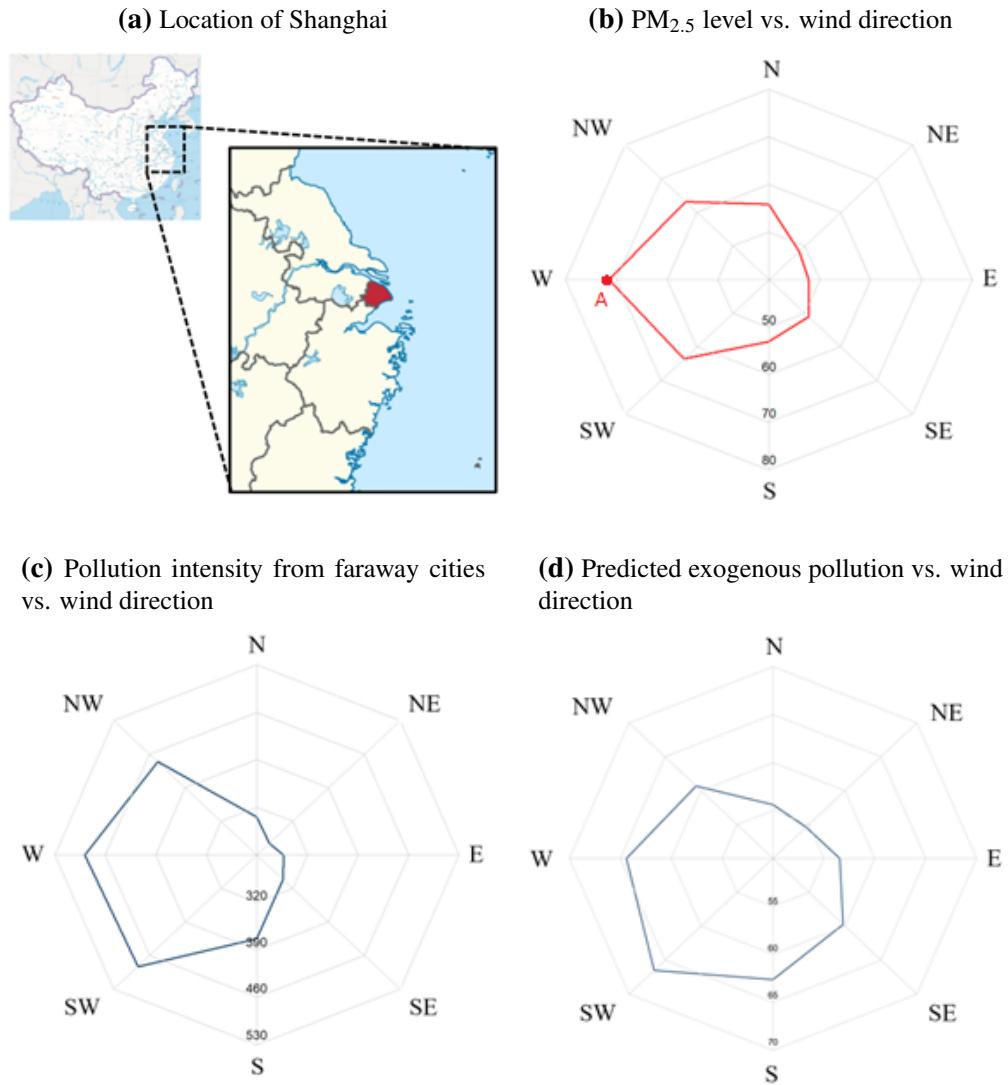 (a) Location of Shanghai
(b) PM2.5 level vs. wind direction
N
NW
NE
W
A
E
50
60
SW
SE
70
80
S
(c) Pollution intensity from faraway cities
vs. wind direction
N
NW
NE
W
E
320
390
SW
SE
460
530
S
(d) Predicted exogenous pollution vs. wind
direction
N
NW
NE
W
E
55
60
SW
SE
65
70
S